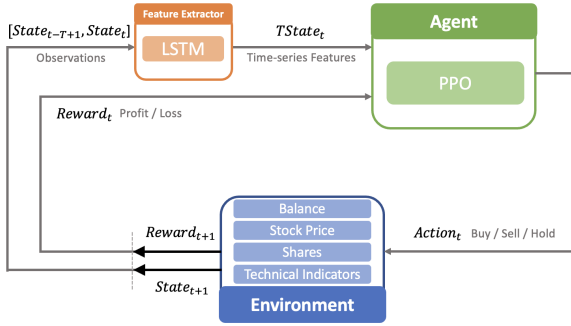 Feature Extractor
[State_{t-T+1}, State_t]
LSTM
TState_t
Observations
Time-series Features
Agent
PPO
Reward_t Profit / Loss
Balance
Stock Price
Reward_{t+1}
Shares
Action_t Buy / Sell / Hold
Technical Indicators
State_{t+1}
Environment